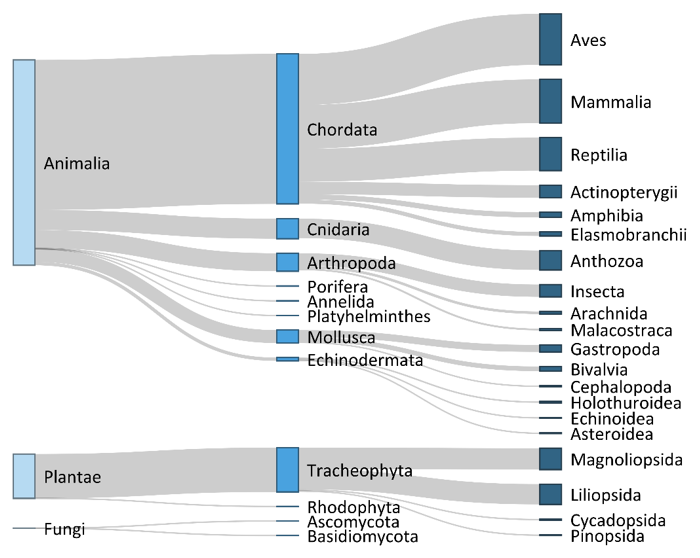 Animalia
Plantae
Fungi
Chordata
Cnidaria
Arthropoda
Porifera
Annelida
Platyhelminthes
Mollusca
Echinodermata
Tracheophyta
Rhodophyta
Ascomycota
Basidiomycota
Aves
Mammalia
Reptilia
Actinopterygii
Amphibia
Elasmobranchii
Anthozoa
Insecta
Arachnida
Malacostraca
Gastropoda
Bivalvia
Cephalopoda
Holothuroidea
Echinoidea
Asteroidea
Magnoliopsida
Liliopsida
Cycadopsida
Pinopsida